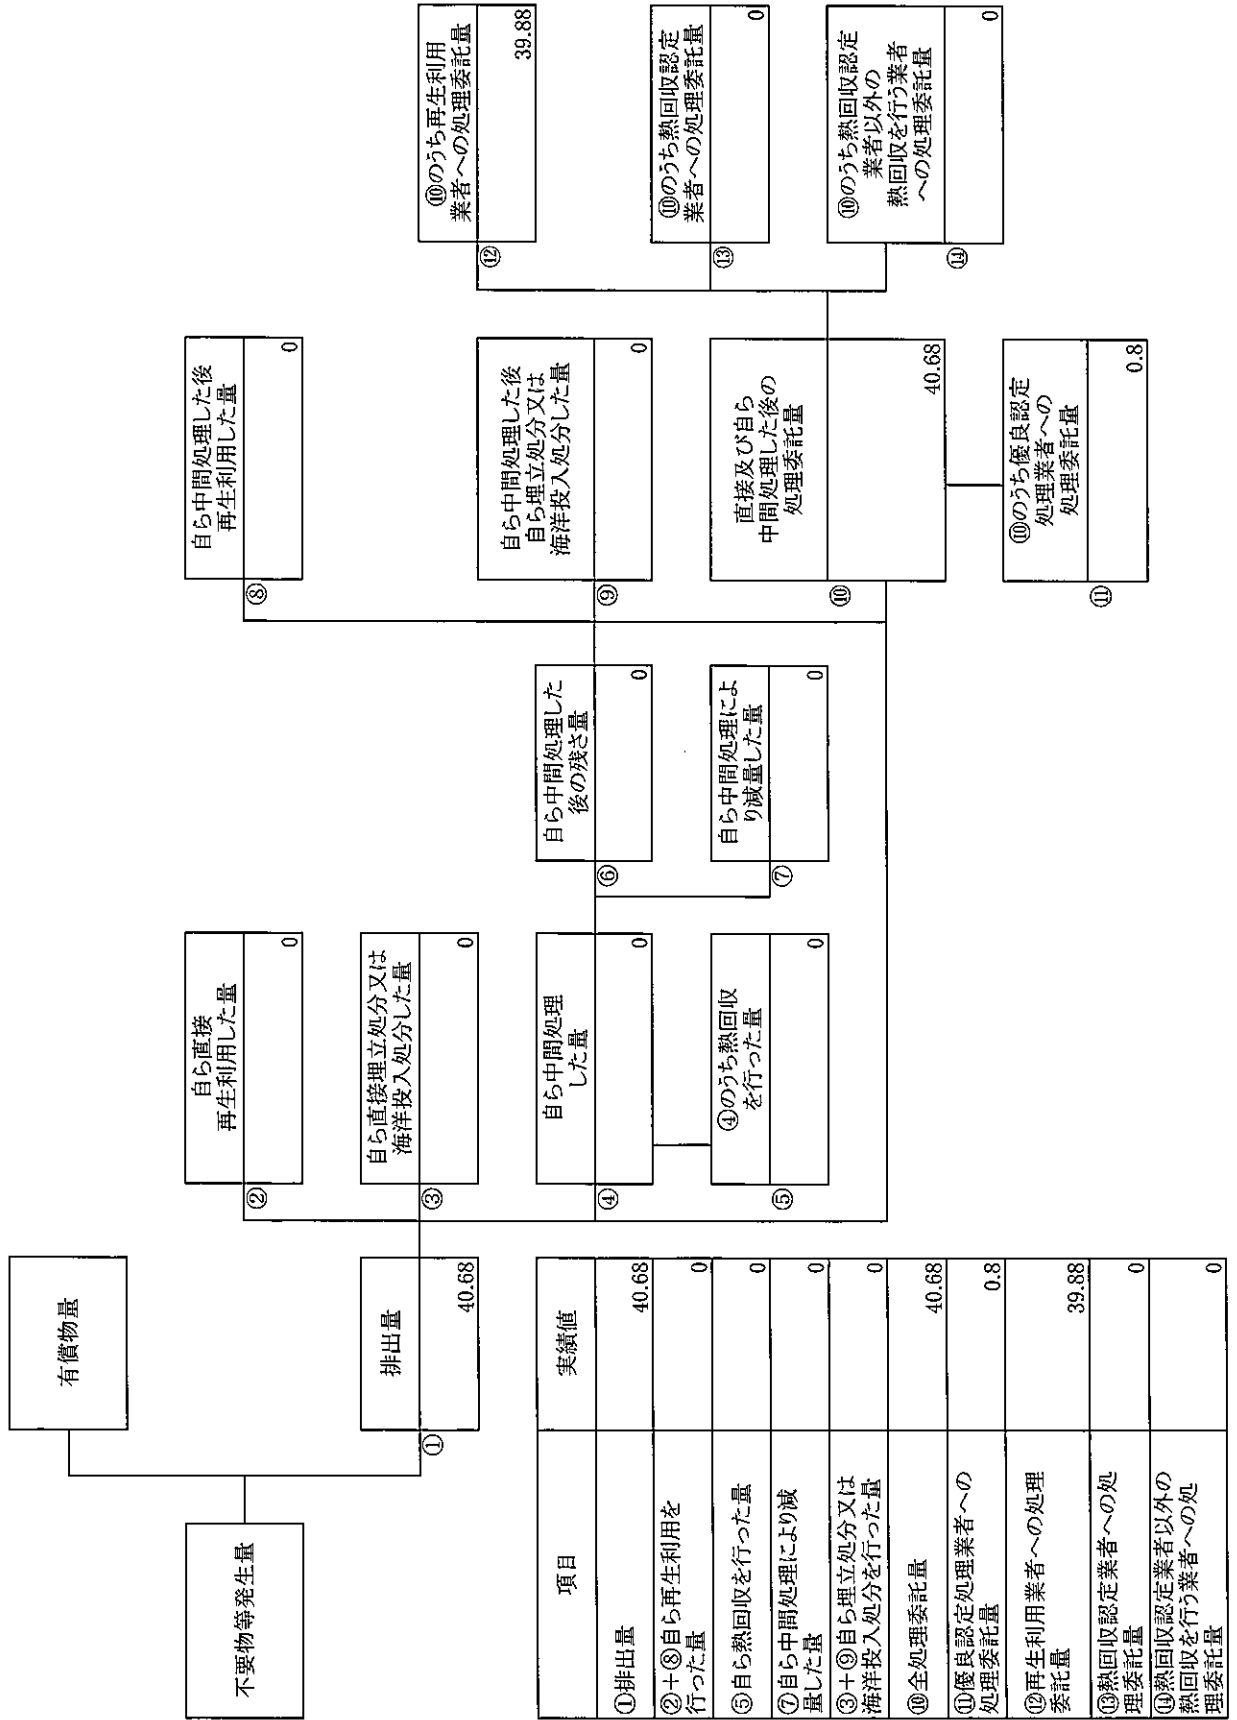 不要物等発生量
有償物量
①
排出量
40.68
②
自ら直接
再生利用した量
0
③
自ら直接埋立処分又は
海洋投入処分した量
0
④
自ら中間処理
した量
0
⑤
④のうち熱回収
を行った量
0
⑥
自ら中間処理した
後の残さ量
0
⑦
自ら中間処理によ
り減量した量
0
⑧
自ら中間処理した後
再生利用した量
0
⑨
自ら中間処理した後
自ら埋立処分又は
海洋投入処分した量
0
⑩
直接及び自ら
中間処理した後の
処理委託量
40.68
⑪
⑩のうち優良認定
処理業者への
処理委託量
0.8
⑫
⑩のうち再生利用
業者への処理委託量
39.88
⑬
⑩のうち熱回収認定
業者への処理委託量
0
⑭
⑩のうち熱回収認定
業者以外の
熱回収を行う業者
への処理委託量
0
項目
実績値
①排出量
40.68
②+⑧自ら再生利用を
行った量
0
⑤自ら熱回収を行った量
0
⑦自ら中間処理により減
量した量
0
③+⑨自ら埋立処分又は
海洋投入処分を行った量
0
⑩全処理委託量
40.68
⑪優良認定処理業者への
処理委託量
0.8
⑫再生利用業者への処理
委託量
39.88
⑬熱回収認定業者への処
理委託量
0
⑭熱回収認定業者以外の
熱回収を行う業者への処
理委託量
0